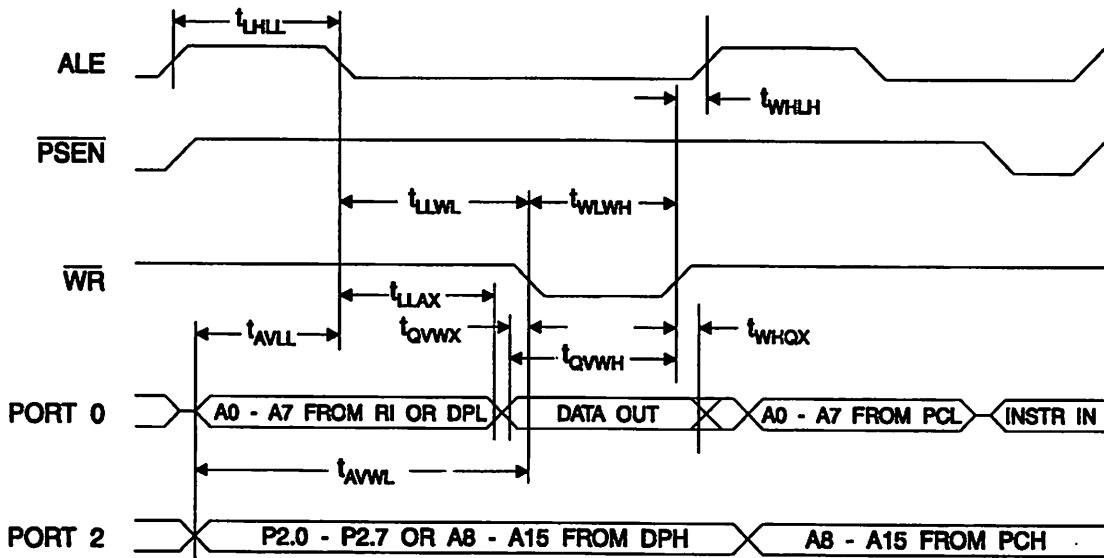 tLHLL
ALE
tWHLH
PSEN
tLLWL tWLWH
WR
tLLAX
tAVLL tQVWX tWHQX
tQVWH
PORT 0 A0 - A7 FROM RI OR DPL DATA OUT A0 - A7 FROM PCL INSTR IN
tAVWL
PORT 2 P2.0 - P2.7 OR A8 - A15 FROM DPH A8 - A15 FROM PCH